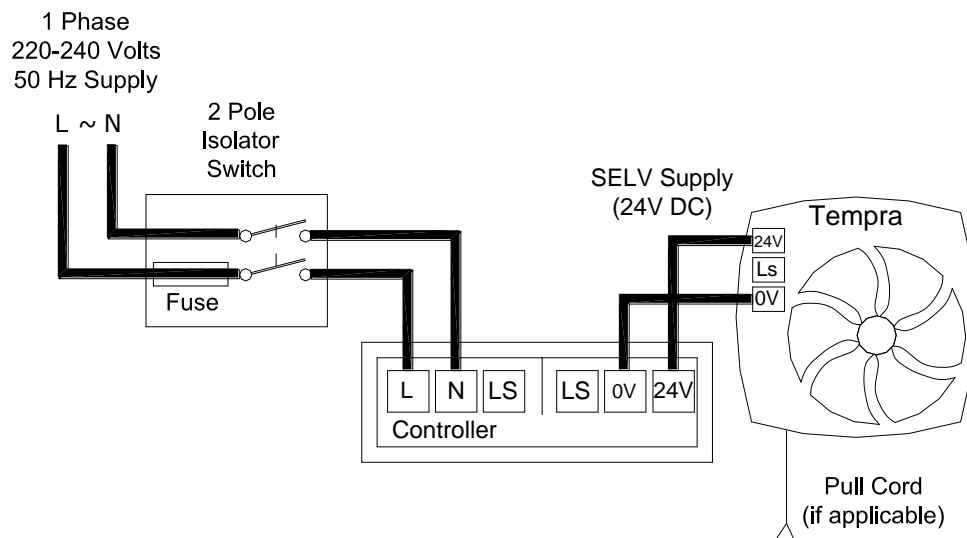 1 Phase
220-240 Volts
50 Hz Supply
L ~ N
2 Pole
Isolator
Switch
Fuse
SELV Supply
(24V DC)
Tempra
24V
Ls
0V
L N LS LS 0V 24V
Controller
Pull Cord
(if applicable)